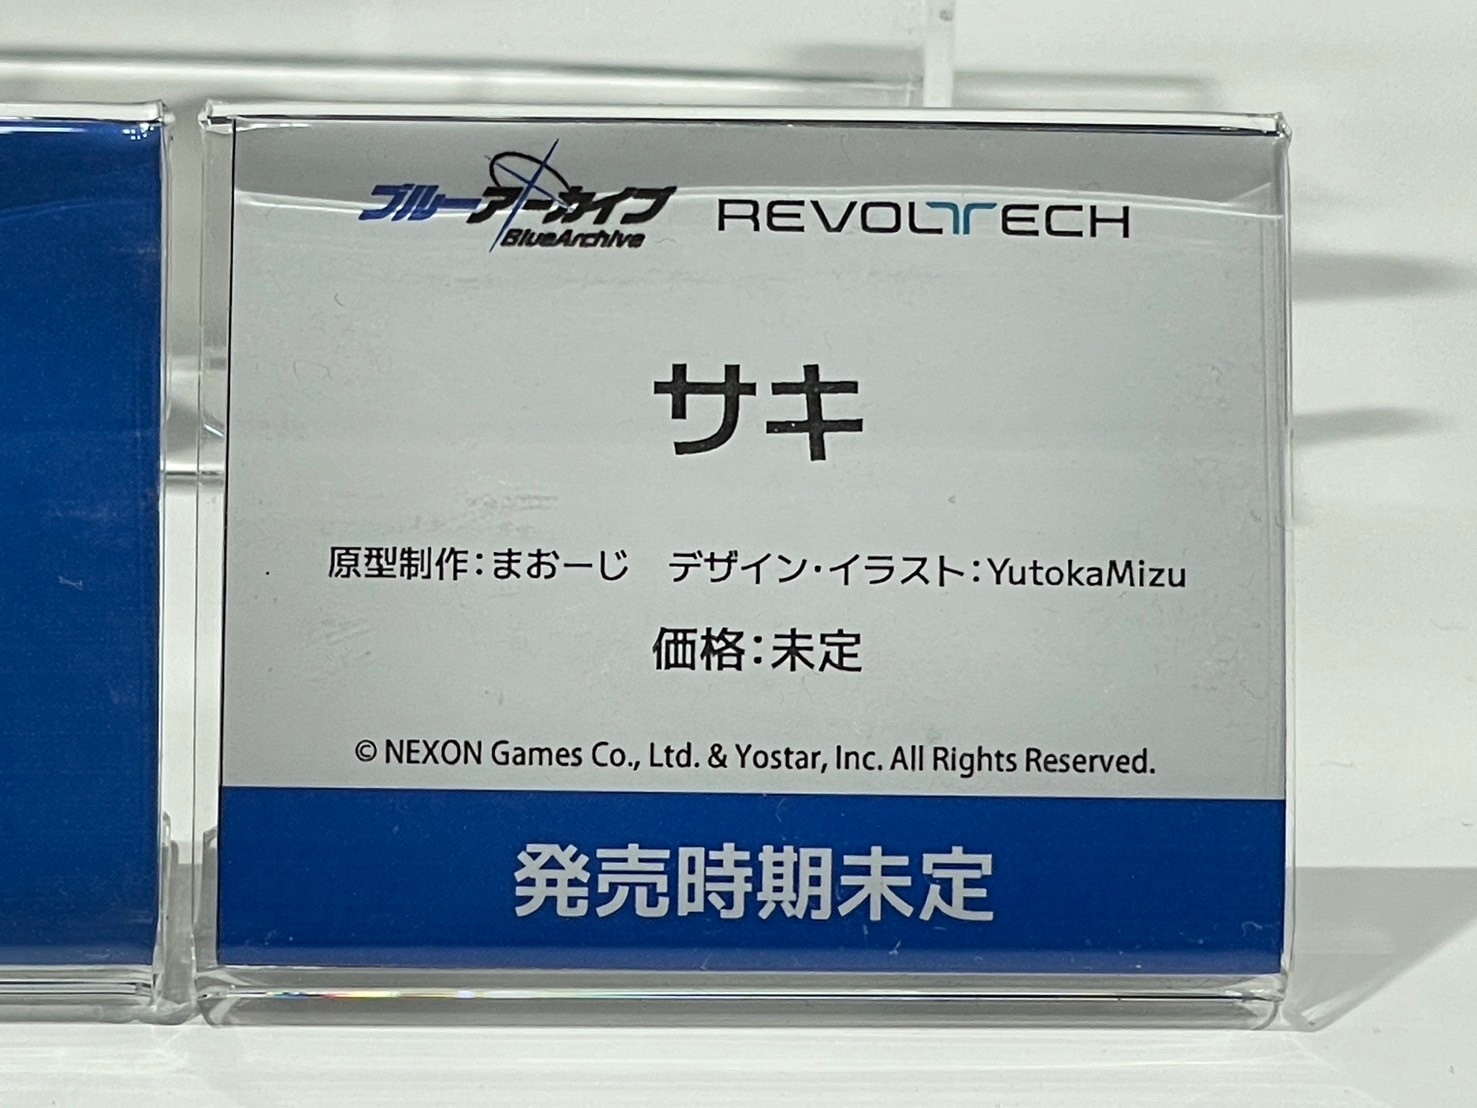 ブルーアーカイブ
BlueArchive
REVOLTECH
サキ
原型制作：まおーじ　デザイン・イラスト：YutokaMizu
価格：未定
© NEXON Games Co., Ltd. & Yostar, Inc. All Rights Reserved.
発売時期未定